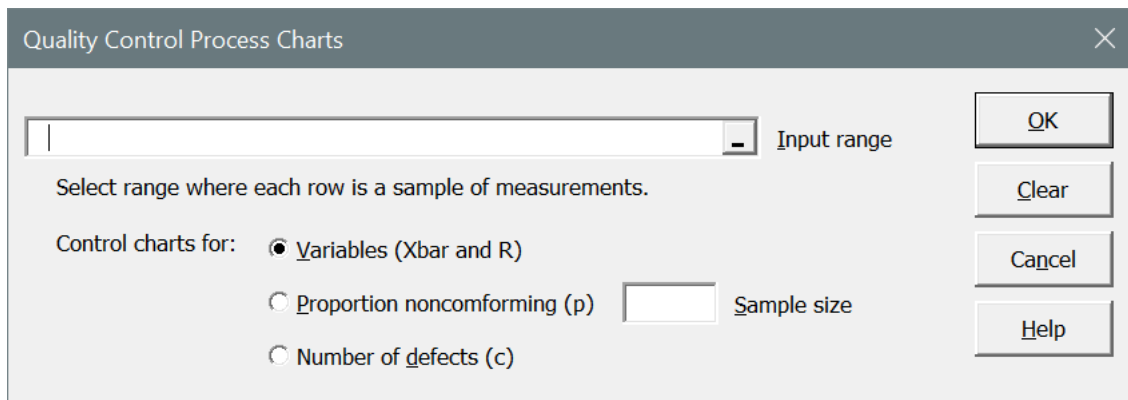 Quality Control Process Charts
Input range
OK
Select range where each row is a sample of measurements.
Clear
Control charts for:
Variables (Xbar and R)
Cancel
Proportion noncomforming (p)
Sample size
Help
Number of defects (c)